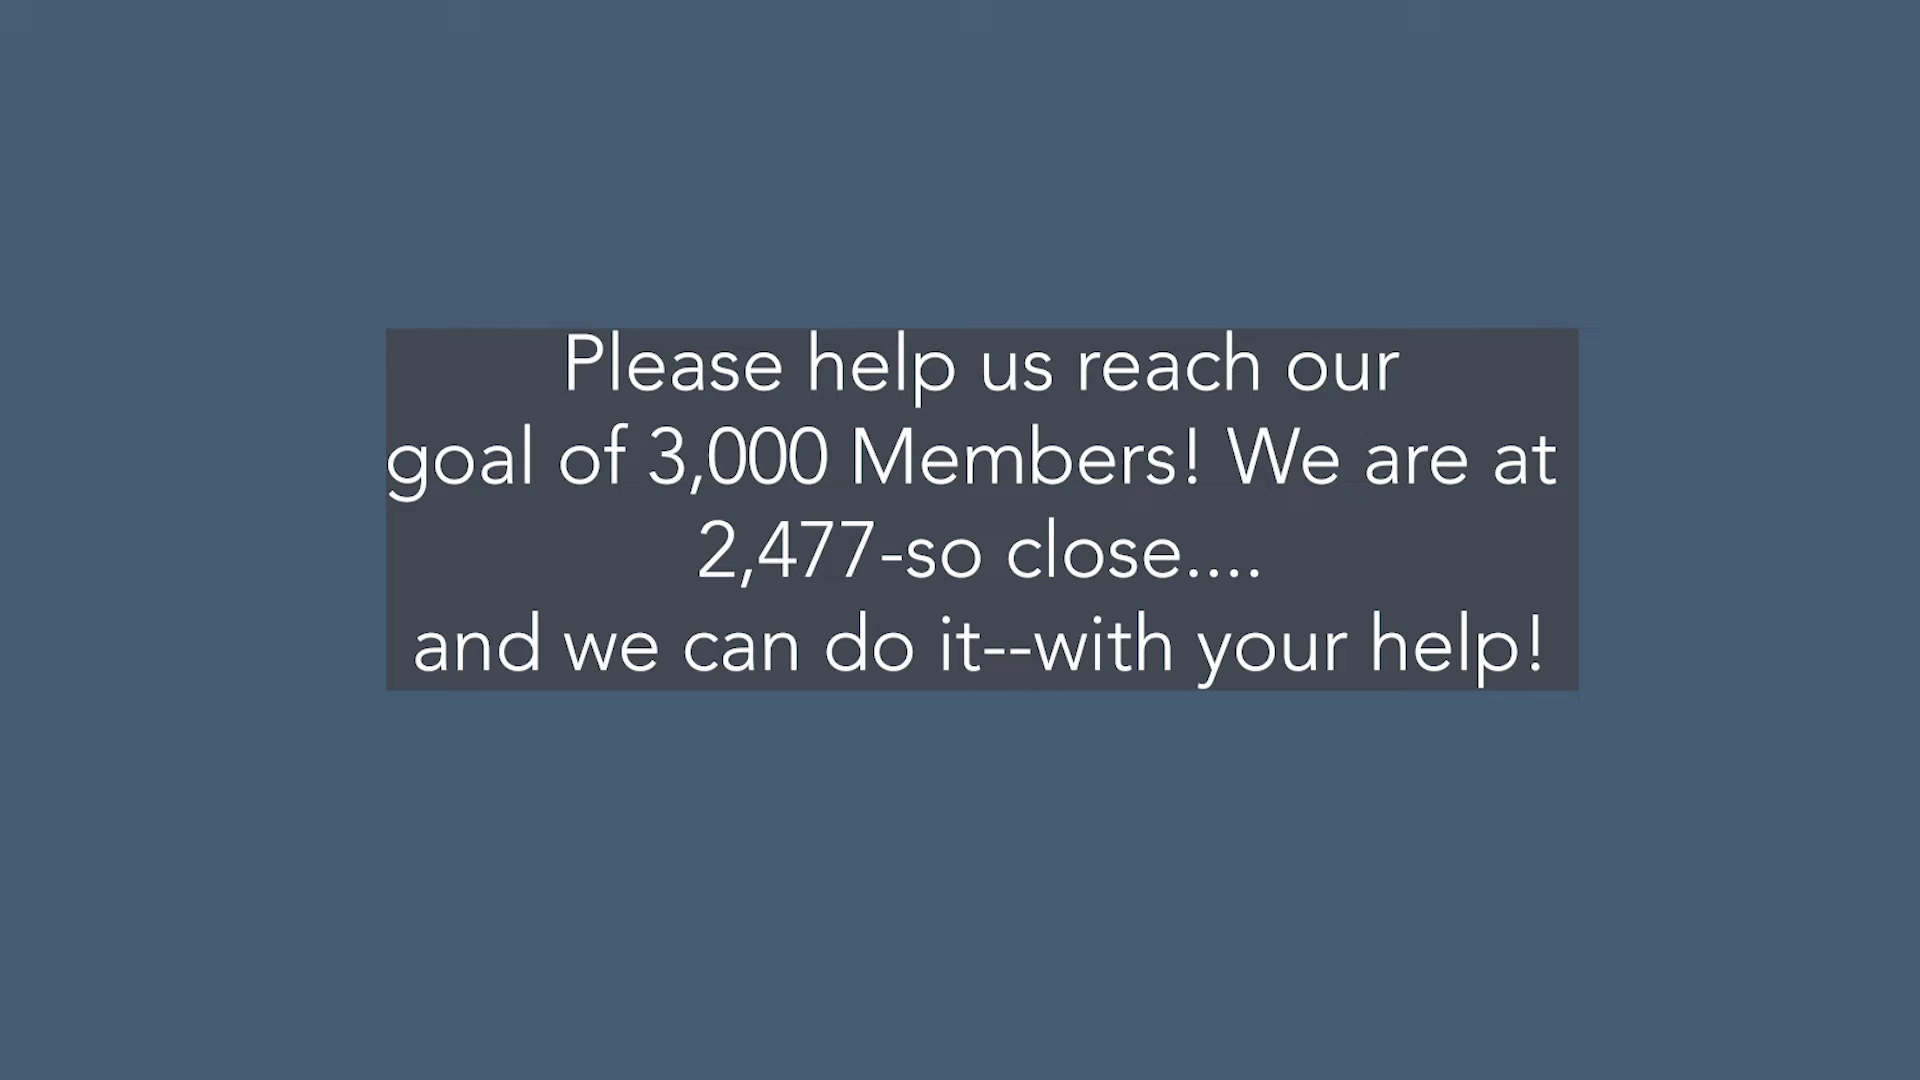 Please help us reach our
goal of 3,000 Members! We are at
2,477-so close....
and we can do it--with your help!